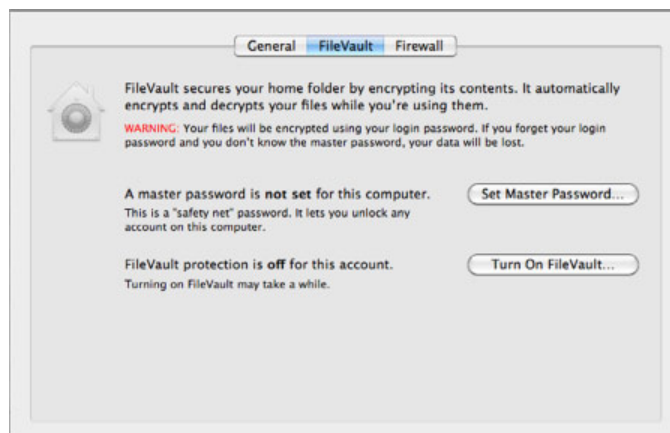 General FileVault Firewall
FileVault secures your home folder by encrypting its contents. It automatically
encrypts and decrypts your files while you're using them.
WARNING: Your files will be encrypted using your login password. If you forget your login
password and you don't know the master password, your data will be lost.
A master password is not set for this computer.
Set Master Password...
This is a "safety net" password. It lets you unlock any
account on this computer.
FileVault protection is off for this account.
Turn On FileVault...
Turning on FileVault may take a while.